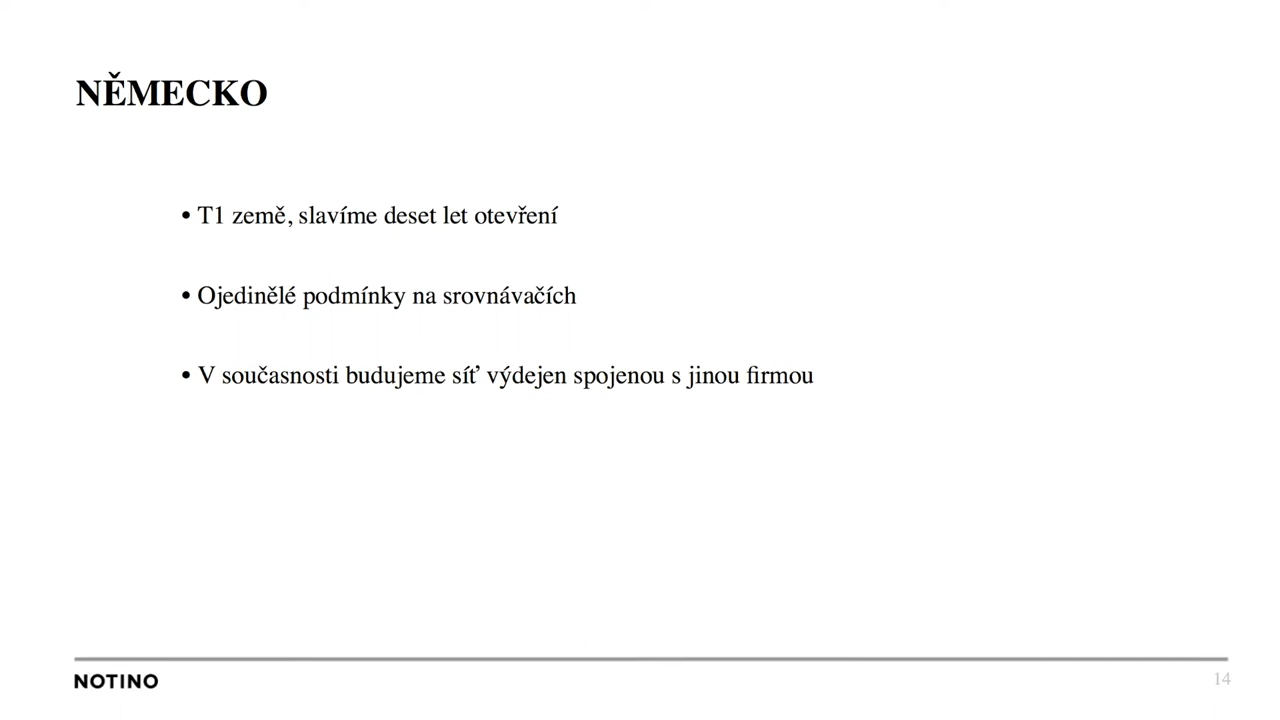 NĚMECKO
• T1 země, slavíme deset let otevření
• Ojedinělé podmínky na srovnávačích
• V současnosti budujeme síť výdejen spojenou s jinou firmou
NOTINO
14